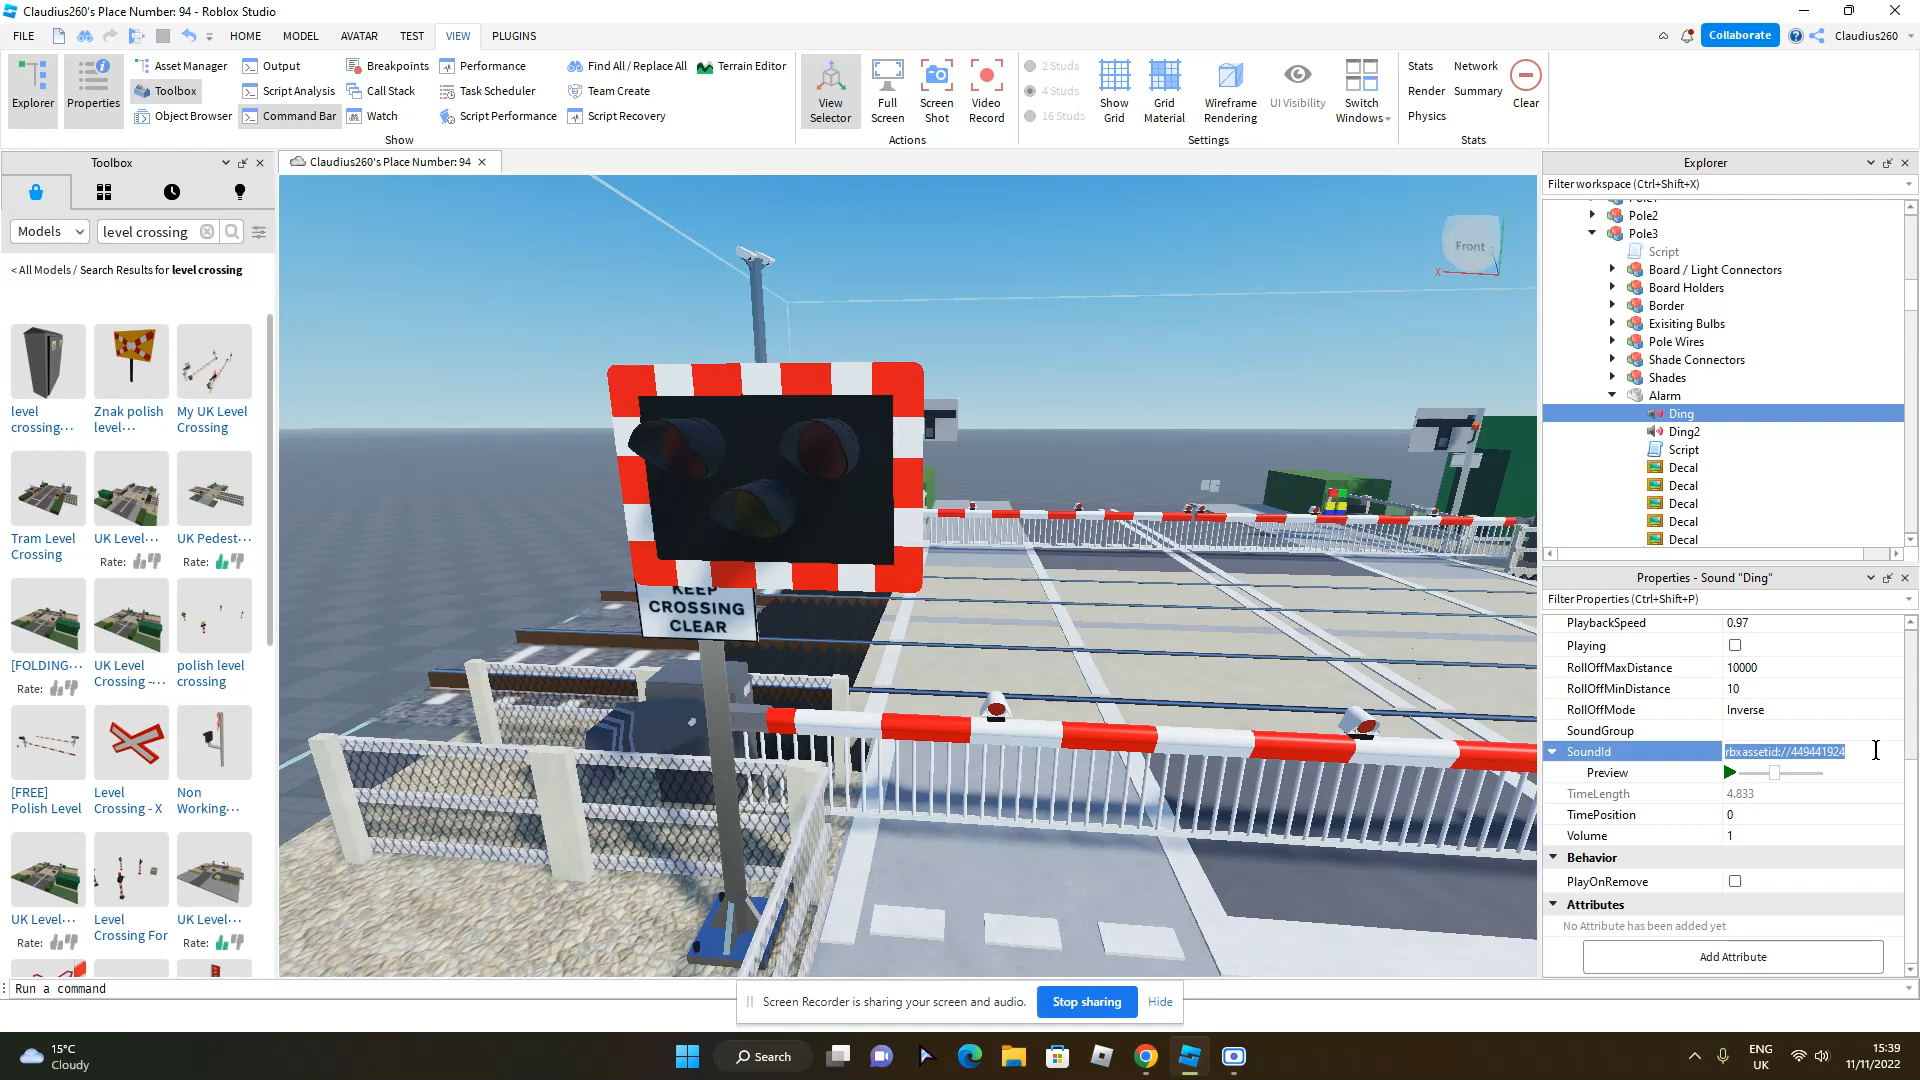 Claudius260's Place Number: 94 - Roblox Studio
FILE HOME MODEL AVATAR TEST VIEW PLUGINS Collaborate Claudius260
Explorer
Properties
Asset Manager
Toolbox
Object Browser
Output
Script Analysis
Command Bar
Breakpoints
Call Stack
Watch
Performance
Task Scheduler
Script Performance
Find All / Replace All
Team Create
Script Recovery
Terrain Editor
Show
View Selector
Full Screen
Screen Shot
Video Record
Actions
2 Studs
4 Studs
16 Studs
Show Grid
Grid Material
Wireframe Rendering
UI Visibility
Switch Windows
Settings
Stats
Network
Render
Summary
Physics
Clear
Stats
Toolbox
Models
level crossing
< All Models / Search Results for level crossing
level crossing...
Znak polish level...
My UK Level Crossing
Tram Level Crossing
UK Level...
Rate:
UK Pedest...
Rate:
[FOLDING...
Rate:
UK Level Crossing -...
polish level crossing
[FREE] Polish Level
Level Crossing - X
Non Working...
UK Level...
Rate:
Level Crossing For
UK Level...
Rate:
Claudius260's Place Number: 94
Front
X
KEEP
CROSSING
CLEAR
Explorer
Filter workspace (Ctrl+Shift+X)
Pole2
Pole3
Script
Board / Light Connectors
Board Holders
Border
Exisiting Bulbs
Pole Wires
Shade Connectors
Shades
Alarm
Ding
Ding2
Script
Decal
Decal
Decal
Decal
Decal
Properties - Sound "Ding"
Filter Properties (Ctrl+Shift+P)
PlaybackSpeed 0.97
Playing
RollOffMaxDistance 10000
RollOffMinDistance 10
RollOffMode Inverse
SoundGroup
SoundId rbxassetid://449441924
Preview
TimeLength 4.833
TimePosition 0
Volume 1
Behavior
PlayOnRemove
Attributes
No Attribute has been added yet
Add Attribute
Run a command
Screen Recorder is sharing your screen and audio. Stop sharing Hide
15°C
Cloudy
Search
ENG
UK
15:39
11/11/2022